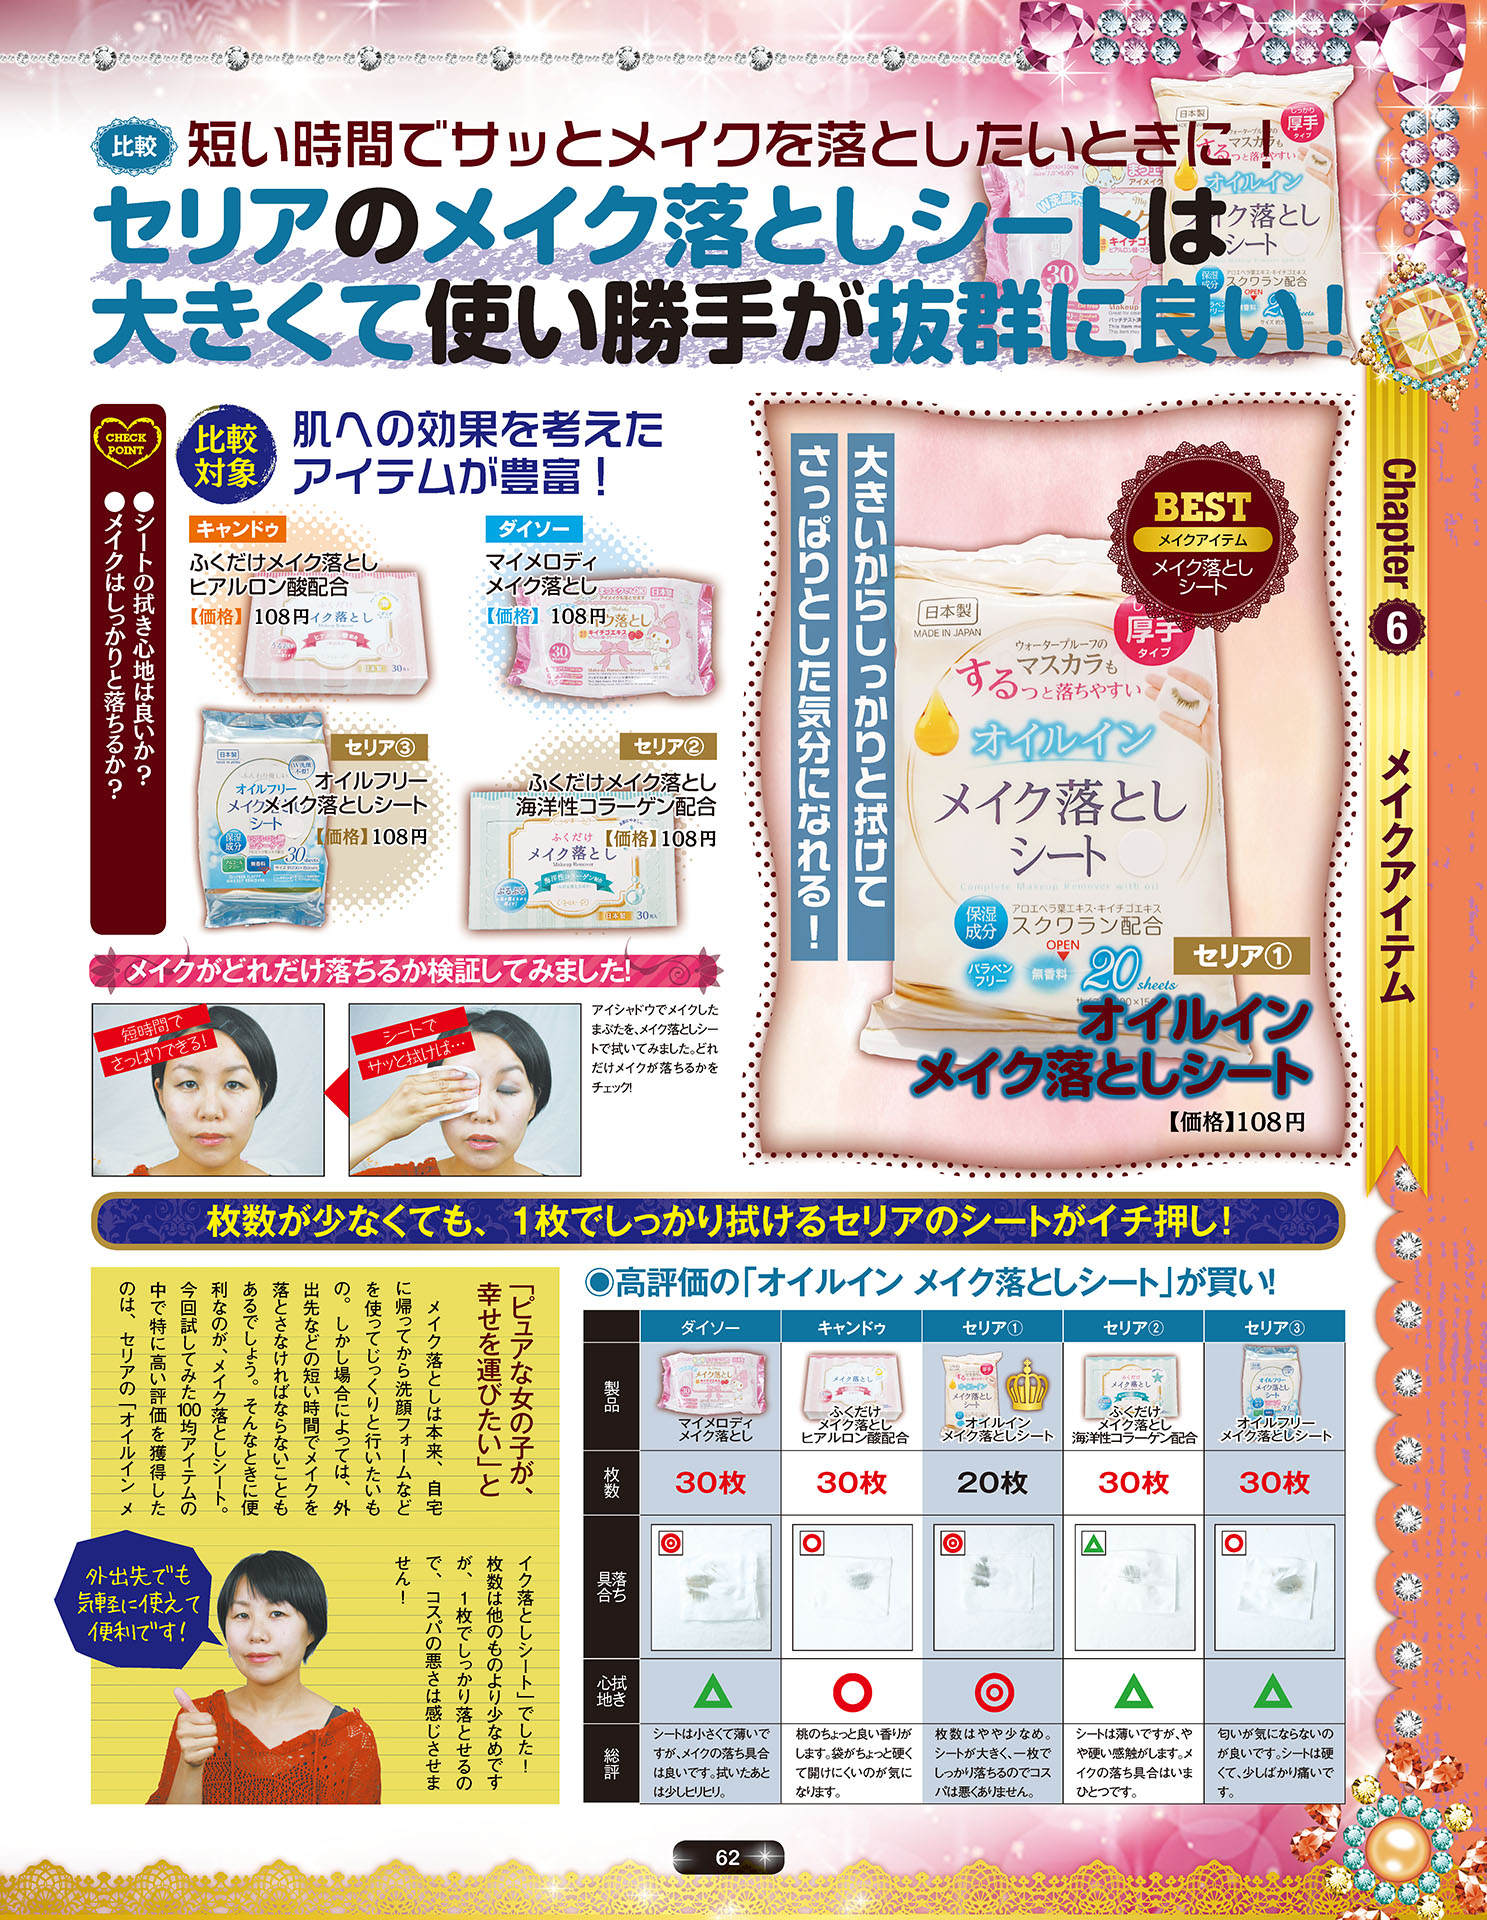 比較
短い時間でサッとメイクを落としたいときに！
セリアのメイク落としシートは
大きくて使い勝手が抜群に良い！
CHECK
POINT
●シートの拭き心地は良いか？
●メイクはしっかりと落ちるか？
比較
対象
肌への効果を考えた
アイテムが豊富！
キャンドゥ
ふくだけメイク落とし
ヒアルロン酸配合
【価格】108円
ダイソー
マイメロディ
メイク落とし
【価格】108円
セリア③
オイルフリー
メイク落としシート
【価格】108円
セリア②
ふくだけメイク落とし
海洋性コラーゲン配合
【価格】108円
大きいからしっかりと拭けて
さっぱりとした気分になれる！
BEST
メイクアイテム
メイク落とし
シート
日本製
MADE IN JAPAN
厚手
タイプ
ウォータープルーフの
マスカラも
するっと落ちやすい
オイルイン
メイク落とし
シート
Complete Makeup Remover with oil
保湿
成分
アロエベラ葉エキス・キイチゴエキス
スクワラン配合
OPEN
パラベン
フリー
無香料
20 sheets
セリア①
オイルイン
メイク落としシート
【価格】108円
Chapter
6
メイクアイテム
メイクがどれだけ落ちるか検証してみました!
短時間で
さっぱりできる!
シートで
サッと拭けば…
アイシャドウでメイクした
まぶたを、メイク落としシー
トで拭いてみました。どれ
だけメイクが落ちるかを
チェック!
枚数が少なくても、1枚でしっかり拭けるセリアのシートがイチ押し！
「ピュアな女の子が、
幸せを運びたい」と
メイク落としは本来、自宅
に帰ってから洗顔フォームなど
を使ってじっくりと行いたいも
の。しかし場合によっては、外
出先などの短い時間でメイクを
落とさなければならないことも
あるでしょう。そんなときに便
利なのが、メイク落としシート。
今回試してみた100均アイテムの
中で特に高い評価を獲得した
のは、セリアの「オイルイン メ
イク落としシート」でした！
枚数は他のものより少なめです
が、1枚でしっかり落とせるの
で、コスパの悪さは感じさせま
せん！
外出先でも
気軽に使えて
便利です!
◉高評価の「オイルイン メイク落としシート」が買い!
ダイソー
キャンドゥ
セリア①
セリア②
セリア③
製品
マイメロディ
メイク落とし
ふくだけ
メイク落とし
ヒアルロン酸配合
オイルイン
メイク落としシート
ふくだけ
メイク落とし
海洋性コラーゲン配合
オイルフリー
メイク落としシート
枚数
30枚
30枚
20枚
30枚
30枚
落ち
具合
◎
○
◎
△
○
拭き
心地
△
○
◎
△
△
総評
シートは小さくて薄いで
すが、メイクの落ち具合
は良いです。拭いたあと
は少しヒリヒリ。
桃のちょっと良い香りが
します。袋がちょっと硬く
て開けにくいのが気に
なります。
枚数はやや少なめ。
シートが大きく、一枚で
しっかり落ちるのでコス
パは悪くありません。
シートは薄いですが、や
や硬い感触がします。メ
イクの落ち具合はいま
ひとつです。
匂いが気にならないの
が良いです。シートは硬
くて、少しばかり痛いで
す。
62